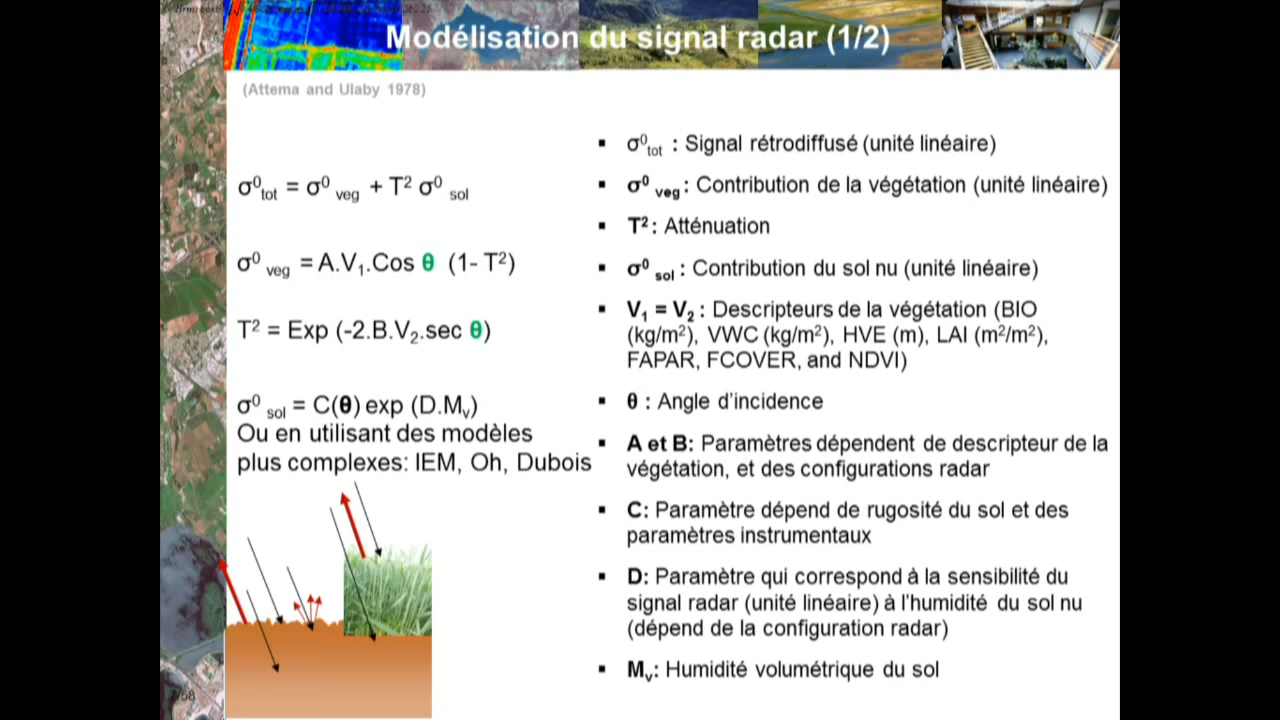 Modélisation du signal radar (1/2)
(Attema and Ulaby 1978)
σ⁰tot = σ⁰ veg + T² σ⁰ sol
σ⁰ veg = A.V₁.Cos θ (1- T²)
T² = Exp (-2.B.V₂.sec θ)
σ⁰ sol = C(θ) exp (D.Mᵥ)
Ou en utilisant des modèles
plus complexes: IEM, Oh, Dubois
▪ σ⁰tot : Signal rétrodiffusé (unité linéaire)
▪ σ⁰ veg : Contribution de la végétation (unité linéaire)
▪ T² : Atténuation
▪ σ⁰ sol : Contribution du sol nu (unité linéaire)
▪ V₁ = V₂ : Descripteurs de la végétation (BIO
(kg/m²), VWC (kg/m²), HVE (m), LAI (m²/m²),
FAPAR, FCOVER, and NDVI)
▪ θ : Angle d'incidence
▪ A et B: Paramètres dépendent de descripteur de la
végétation, et des configurations radar
▪ C: Paramètre dépend de rugosité du sol et des
paramètres instrumentaux
▪ D: Paramètre qui correspond à la sensibilité du
signal radar (unité linéaire) à l'humidité du sol nu
(dépend de la configuration radar)
▪ Mᵥ: Humidité volumétrique du sol
7/58